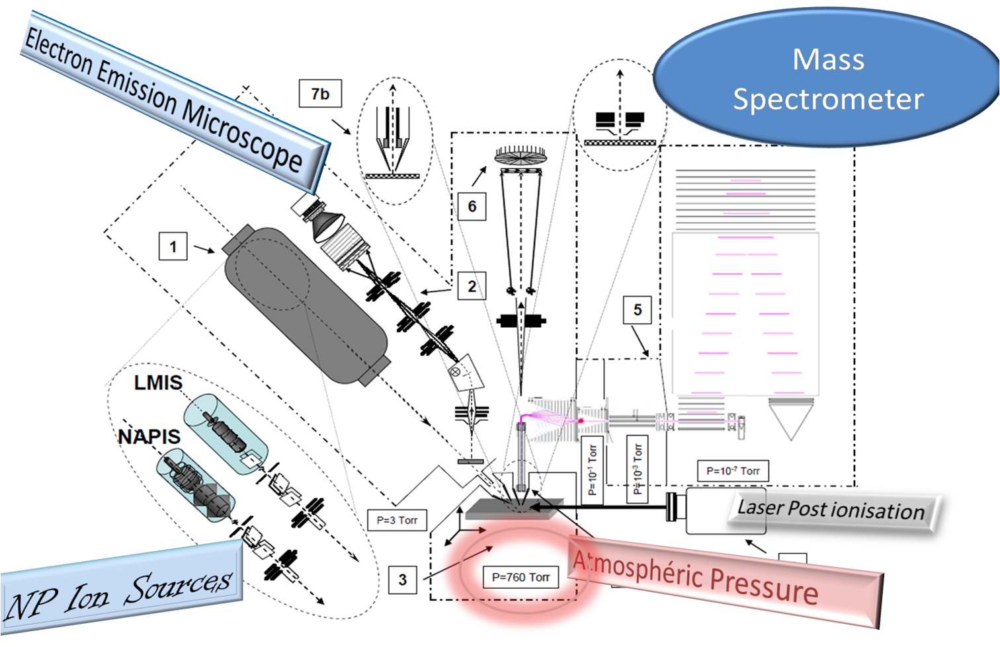 Electron Emission Microscope
Mass
Spectrometer
7b
6
1
2
5
LMIS
NAPIS
P=10⁻¹ Torr
P=10⁻³ Torr
P=10⁻⁷ Torr
Laser Post ionisation
P=3 Torr
3
P=760 Torr
Atmosphéric Pressure
NP Ion Sources